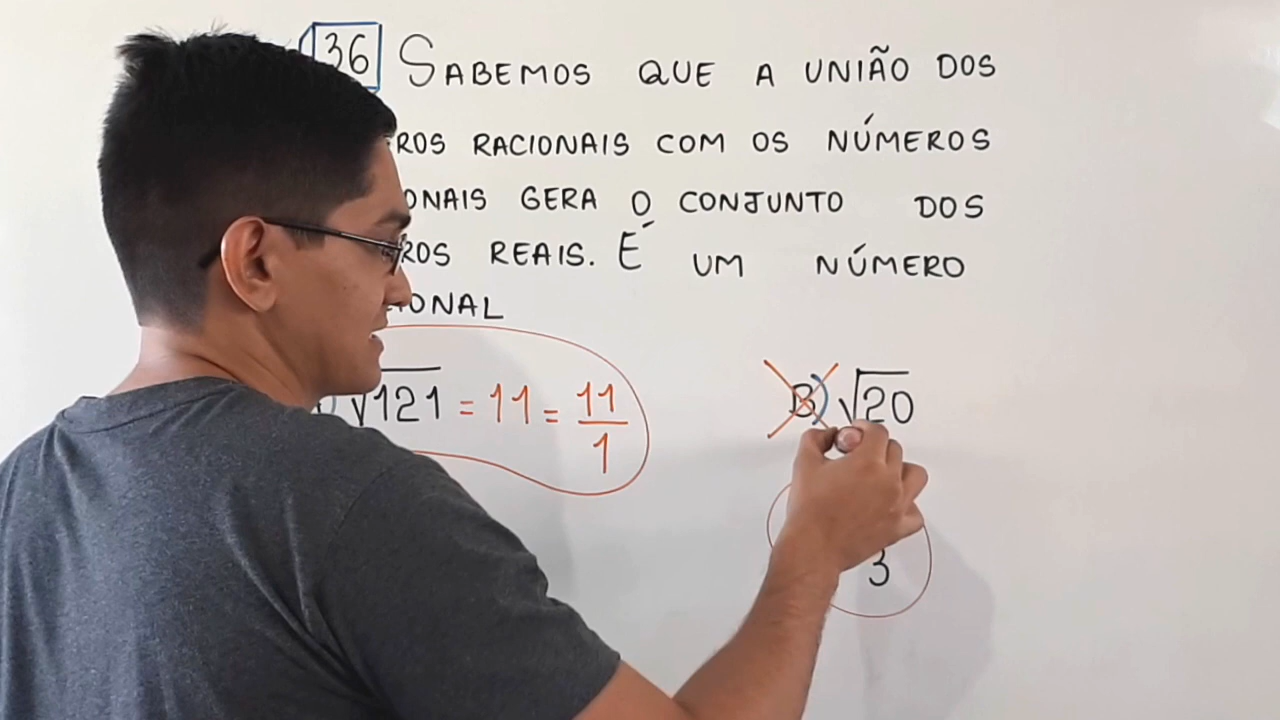 36 SABEMOS QUE A UNIÃO DOS
ROS RACIONAIS COM OS NÚMEROS
ONAIS GERA O CONJUNTO DOS
ROS REAIS. É UM NÚMERO
IONAL
√121 = 11 = 11/1
B) √20
3